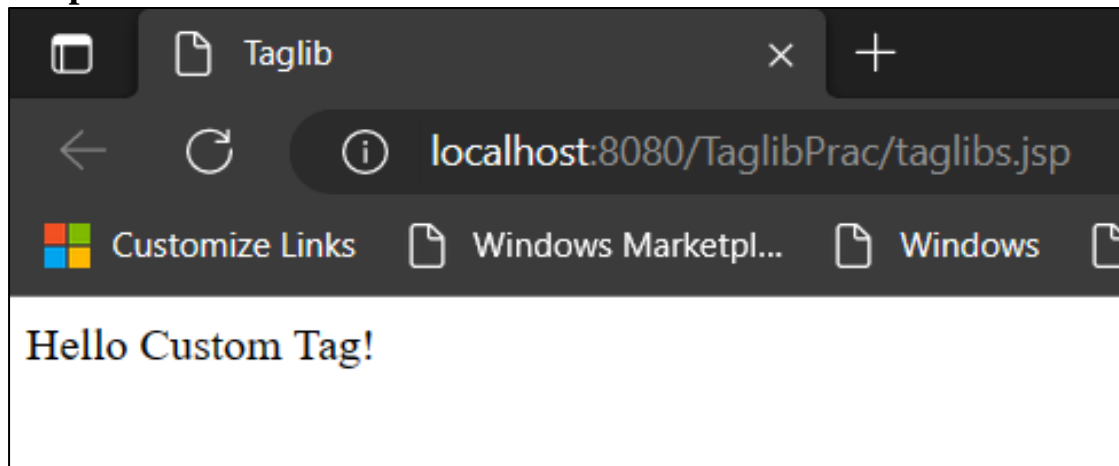 Taglib
localhost:8080/TaglibPrac/taglibs.jsp
Customize Links Windows Marketpl... Windows
Hello Custom Tag!